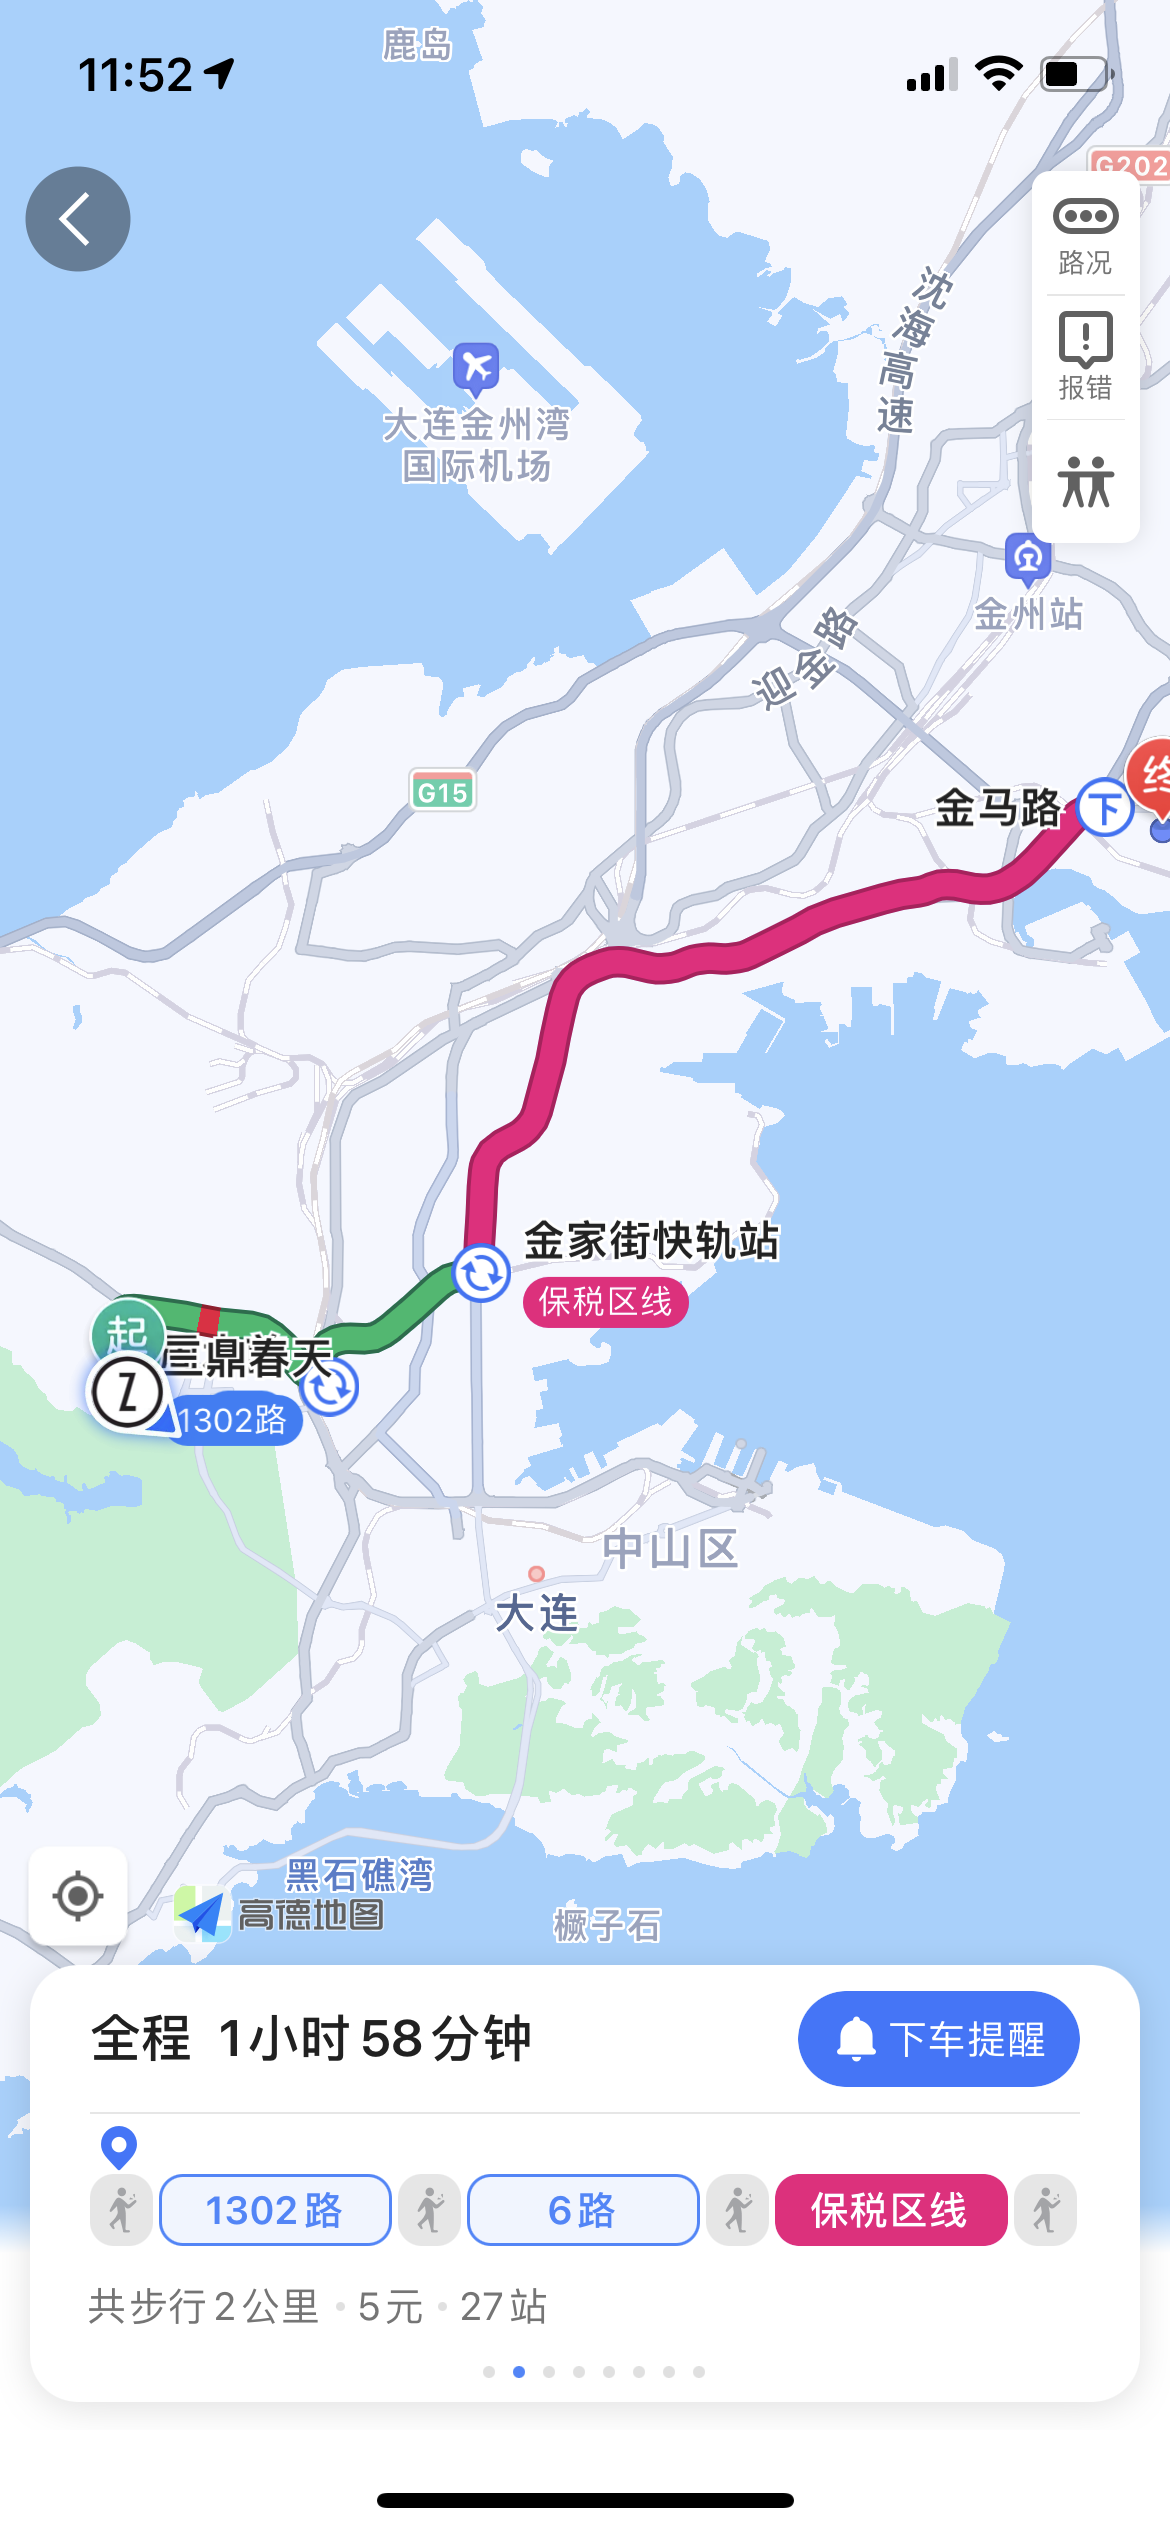 鹿岛
11:52
G202
路况
报错
沈海高速
大连金州湾
国际机场
金州站
迎金路
G15
金马路
下
终
金家街快轨站
保税区线
起
亘鼎春天
1302路
中山区
大连
黑石礁湾
高德地图
橛子石
全程 1小时58分钟
下车提醒
1302路
6路
保税区线
共步行2公里 · 5元 · 27站